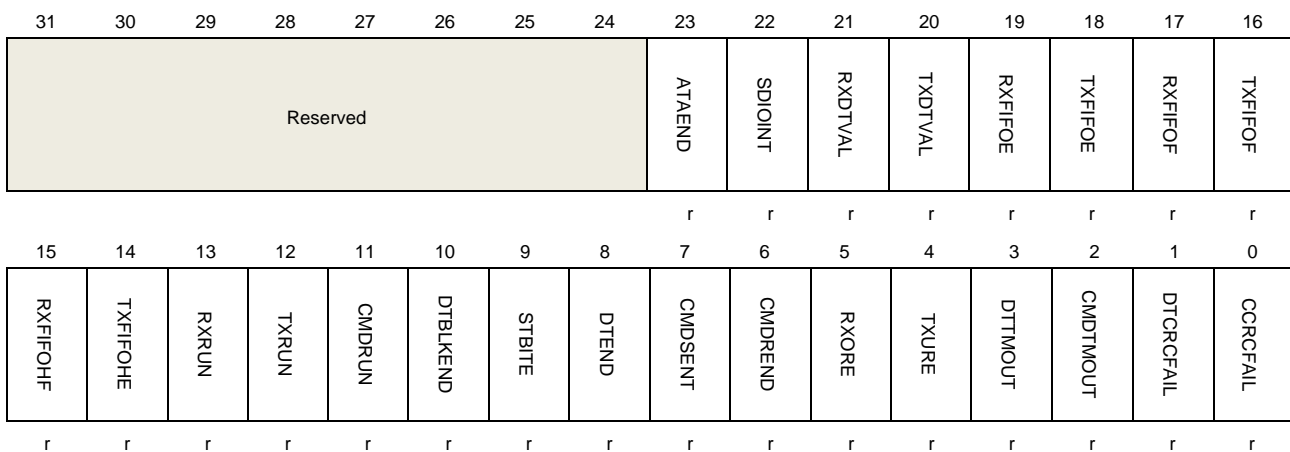 31 30 29 28 27 26 25 24 23 22 21 20 19 18 17 16
Reserved ATAEND SDIOINT RXDTVAL TXDTVAL RXFIFOE TXFIFOE RXFIFOF TXFIFOF
r r r r r r r r
15 14 13 12 11 10 9 8 7 6 5 4 3 2 1 0
RXFIFOHF TXFIFOHE RXRUN TXRUN CMDRUN DTBLKEND STBITE DTEND CMDSENT CMDREND RXORE TXURE DTTMOUT CMDTMOUT DTCRCFAIL CCRCFAIL
r r r r r r r r r r r r r r r r